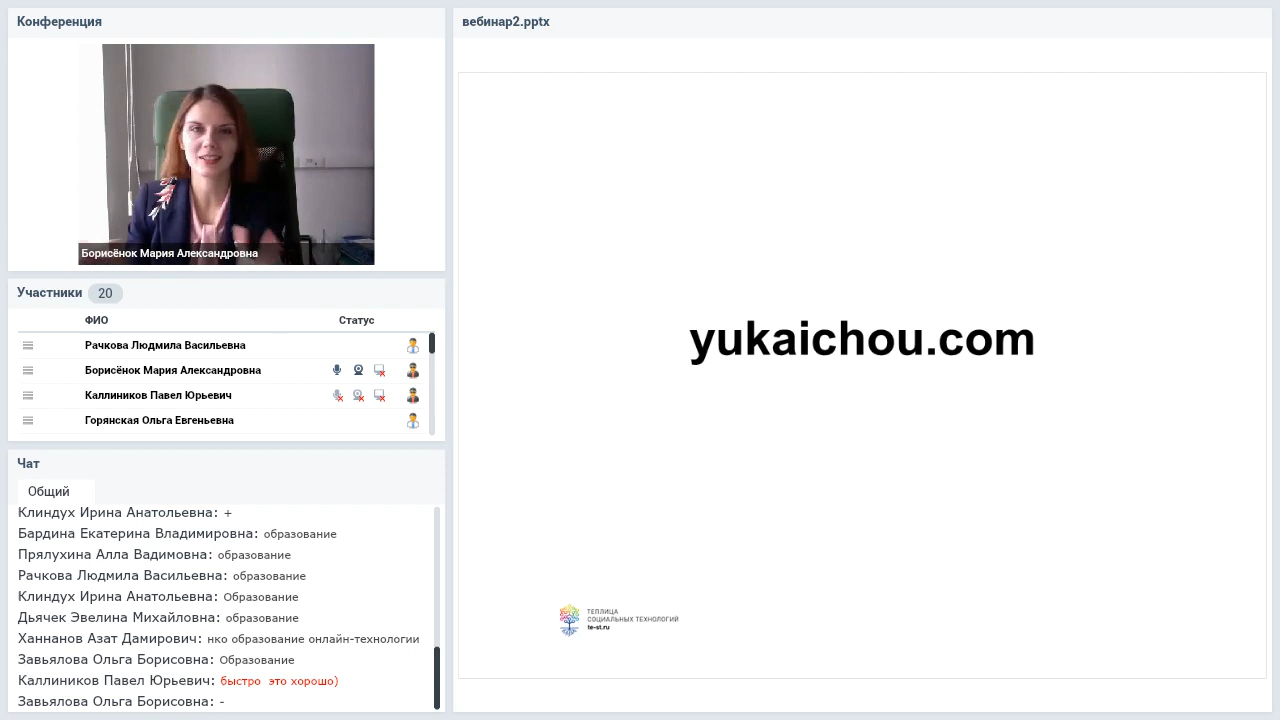 Конференция
Борисёнок Мария Александровна
Участники 20
ФИО Статус
Рачкова Людмила Васильевна
Борисёнок Мария Александровна
Каллиников Павел Юрьевич
Горянская Ольга Евгеньевна
Чат
Общий
Клиндух Ирина Анатольевна: +
Бардина Екатерина Владимировна: образование
Прялухина Алла Вадимовна: образование
Рачкова Людмила Васильевна: образование
Клиндух Ирина Анатольевна: Образование
Дьячек Эвелина Михайловна: образование
Ханнанов Азат Дамирович: нко образование онлайн-технологии
Завьялова Ольга Борисовна: Образование
Каллиников Павел Юрьевич: быстро это хорошо)
Завьялова Ольга Борисовна: -
вебинар2.pptx
yukaichou.com
ТЕПЛИЦА
СОЦИАЛЬНЫХ ТЕХНОЛОГИЙ
te-st.ru